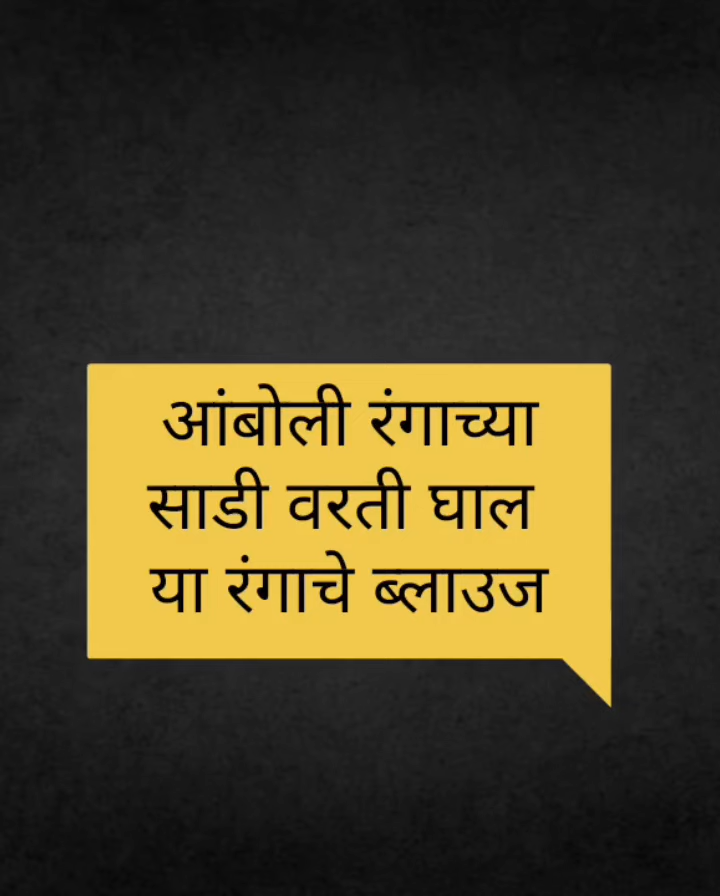 आंबोली रंगाच्या
साडी वरती घाल
या रंगाचे ब्लाउज